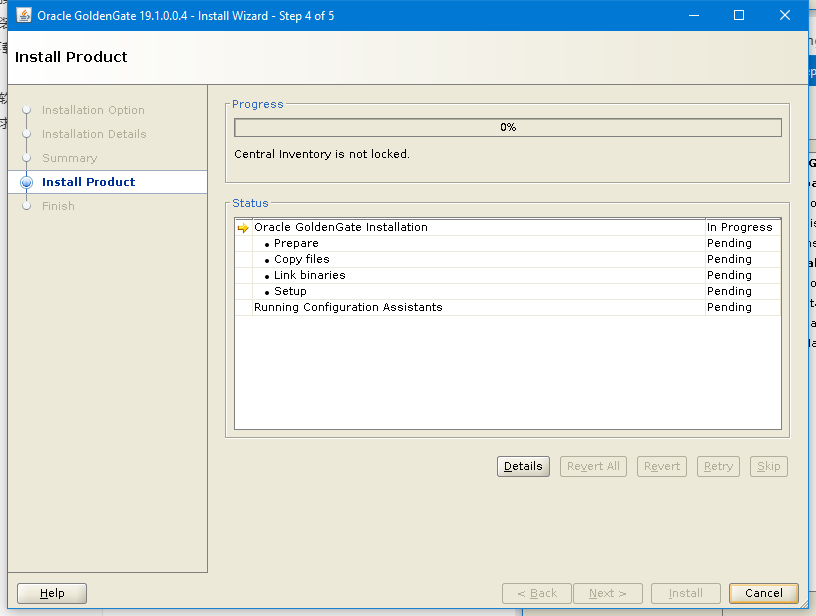 Oracle GoldenGate 19.1.0.0.4 - Install Wizard - Step 4 of 5
Install Product
Installation Option
Installation Details
Summary
Install Product
Finish
Progress
0%
Central Inventory is not locked.
Status
Oracle GoldenGate Installation In Progress
• Prepare Pending
• Copy files Pending
• Link binaries Pending
• Setup Pending
Running Configuration Assistants Pending
Details Revert All Revert Retry Skip
Help < Back Next > Install Cancel